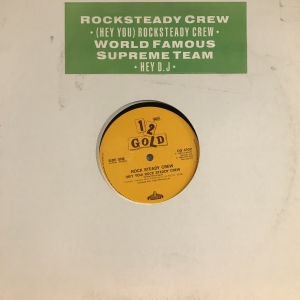 ROCKSTEADY CREW
• (HEY YOU) ROCKSTEADY CREW •
WORLD FAMOUS
SUPREME TEAM
• HEY D.J •
12
GOLD
SIDE ONE
ROCK STEADY CREW
HEY YOU, ROCK STEADY CREW